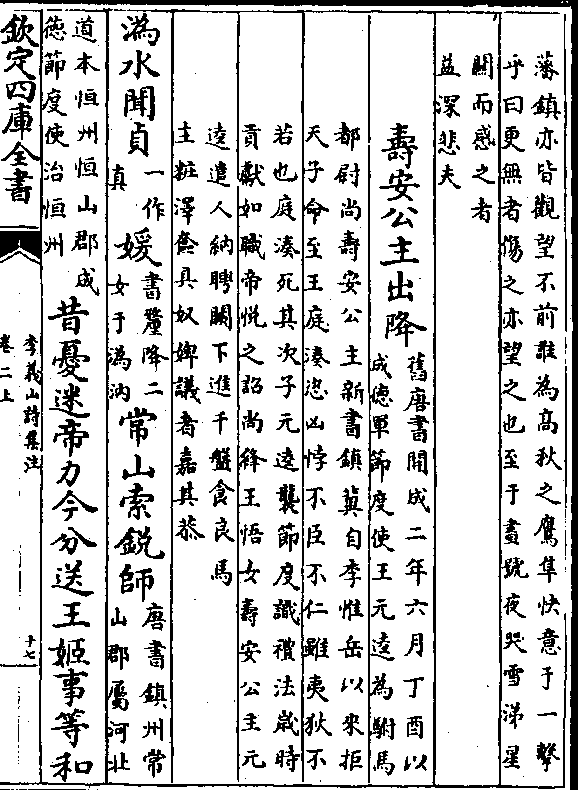 藩鎮亦皆觀望不前誰為高秋之鷹隼快意于一擊
乎曰更無者傷之亦望之也至于晝號夜哭雪涕星
關而感之者
益深悲夫
壽安公主出降
舊唐書開成二年六月丁酉以
成德軍節度使王元逵為駙馬
都尉尚壽安公主新書鎮冀自李惟岳以來拒
天子命至王庭湊忠凶悖不臣不仁雖夷狄不
若也庭湊死其次子元逵襲節度識禮法嵗時
貢獻如職帝悦之詔尚絳王悟女壽安公主元
逵遣人納聘闕下進千盤食良馬
主粧澤奩具奴婢議者嘉其恭
溈水聞貞
一作
真
媛
書釐降二
女于溈汭
常山索鋭師
唐書鎮州常
山郡屬河北
道本恒州恒山郡成
德節度使治恒州
昔憂迷帝力今分送王姬事等和
欽定四庫全書
李義山詩集注
卷二上
十七